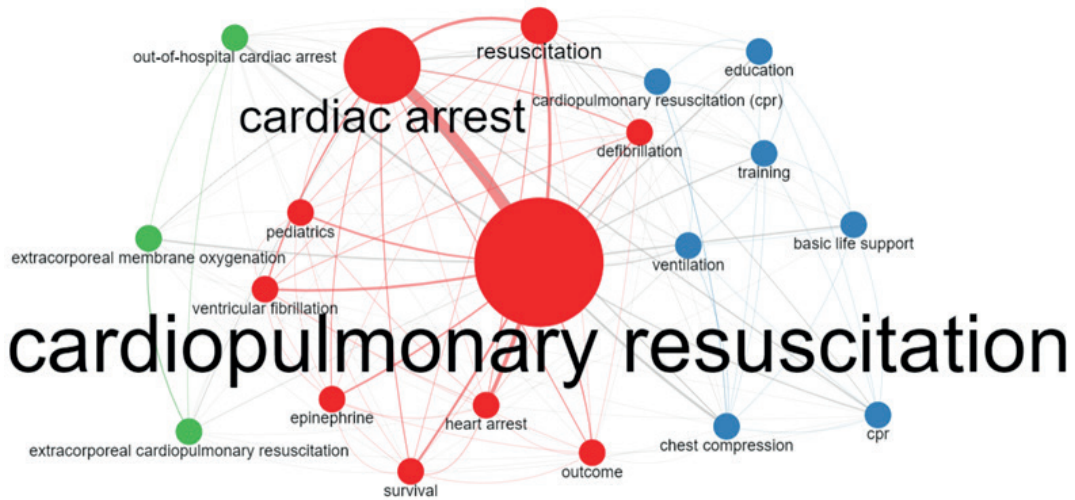 out-of-hospital cardiac arrest
resuscitation
education
cardiopulmonary resuscitation (cpr)
cardiac arrest
defibrillation
training
pediatrics
basic life support
extracorporeal membrane oxygenation
ventilation
ventricular fibrillation
cardiopulmonary resuscitation
epinephrine
heart arrest
cpr
chest compression
extracorporeal cardiopulmonary resuscitation
outcome
survival